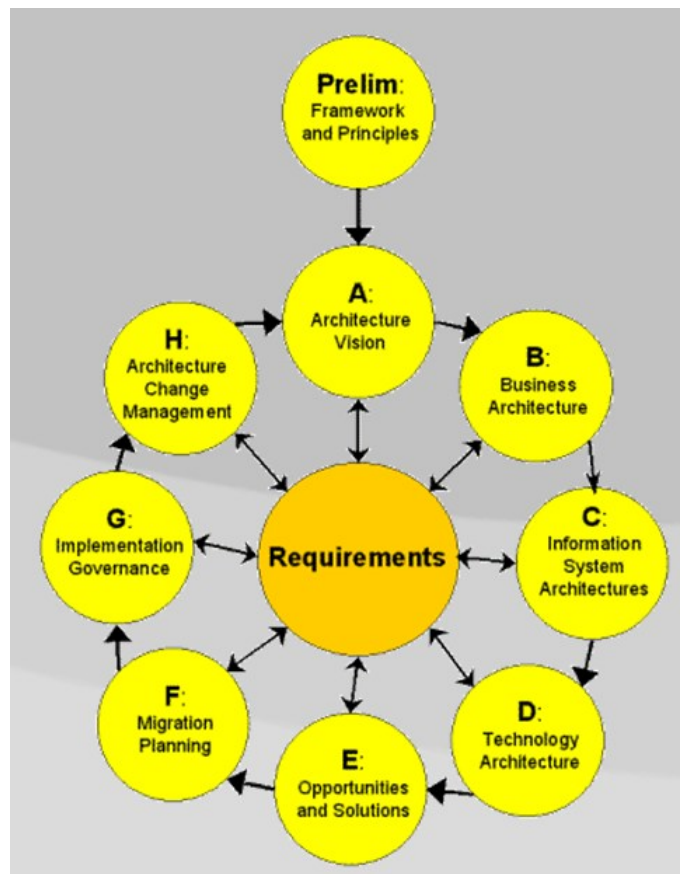 Prelim:
Framework
and Principles
A:
Architecture
Vision
B:
Business
Architecture
C:
Information
System
Architectures
D:
Technology
Architecture
E:
Opportunities
and Solutions
F:
Migration
Planning
G:
Implementation
Governance
H:
Architecture
Change
Management
Requirements